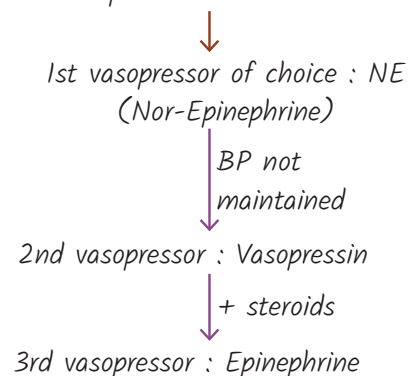 1st vasopressor of choice : NE
(Nor-Epinephrine)
BP not
maintained
2nd vasopressor : Vasopressin
+ steroids
3rd vasopressor : Epinephrine